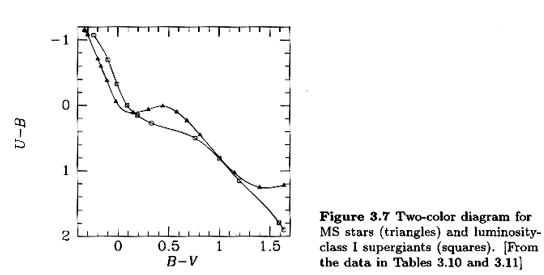 -1
0
1
2
U-B
0
0.5
1
1.5
B-V
Figure 3.7 Two-color diagram for
MS stars (triangles) and luminosity-
class I supergiants (squares). [From
the data in Tables 3.10 and 3.11]